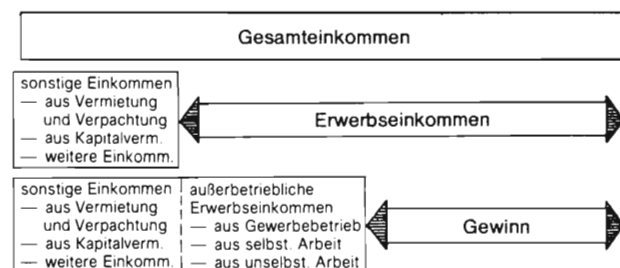 Gesamteinkommen
sonstige Einkommen
— aus Vermietung
und Verpachtung
— aus Kapitalverm.
— weitere Einkomm.
Erwerbseinkommen
sonstige Einkommen
— aus Vermietung
und Verpachtung
— aus Kapitalverm.
— weitere Einkomm.
außerbetriebliche
Erwerbseinkommen
— aus Gewerbebetrieb
— aus selbst. Arbeit
— aus unselbst. Arbeit
Gewinn